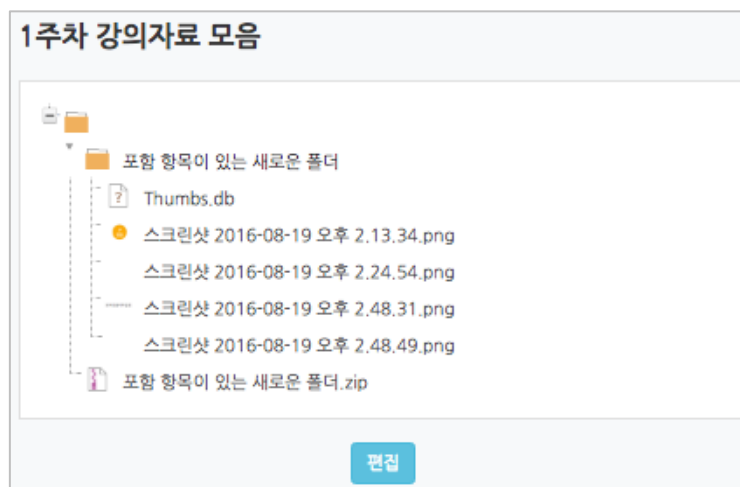 1주차 강의자료 모음
포함 항목이 있는 새로운 폴더
Thumbs.db
스크린샷 2016-08-19 오후 2.13.34.png
스크린샷 2016-08-19 오후 2.24.54.png
스크린샷 2016-08-19 오후 2.48.31.png
스크린샷 2016-08-19 오후 2.48.49.png
포함 항목이 있는 새로운 폴더.zip
편집